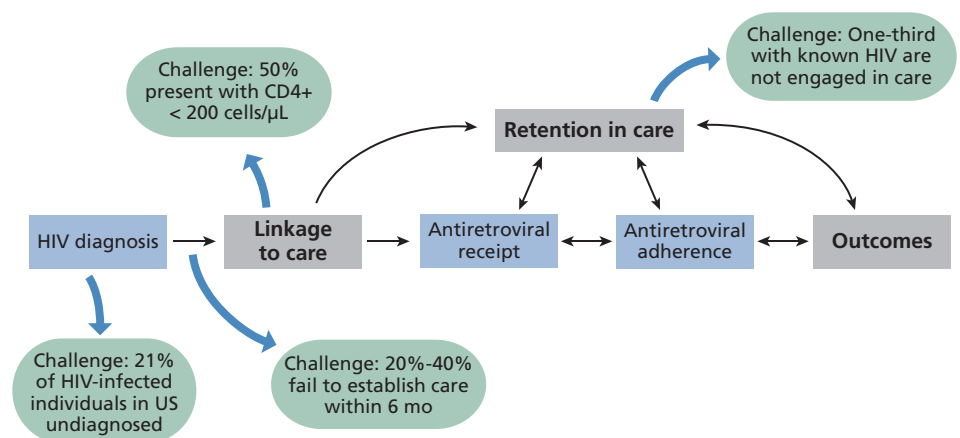 Challenge: One-third
with known HIV are
not engaged in care
Challenge: 50%
present with CD4+
< 200 cells/µL
Retention in care
HIV diagnosis
Linkage
to care
Antiretroviral
receipt
Antiretroviral
adherence
Outcomes
Challenge: 21%
of HIV-infected
individuals in US
undiagnosed
Challenge: 20%-40%
fail to establish care
within 6 mo